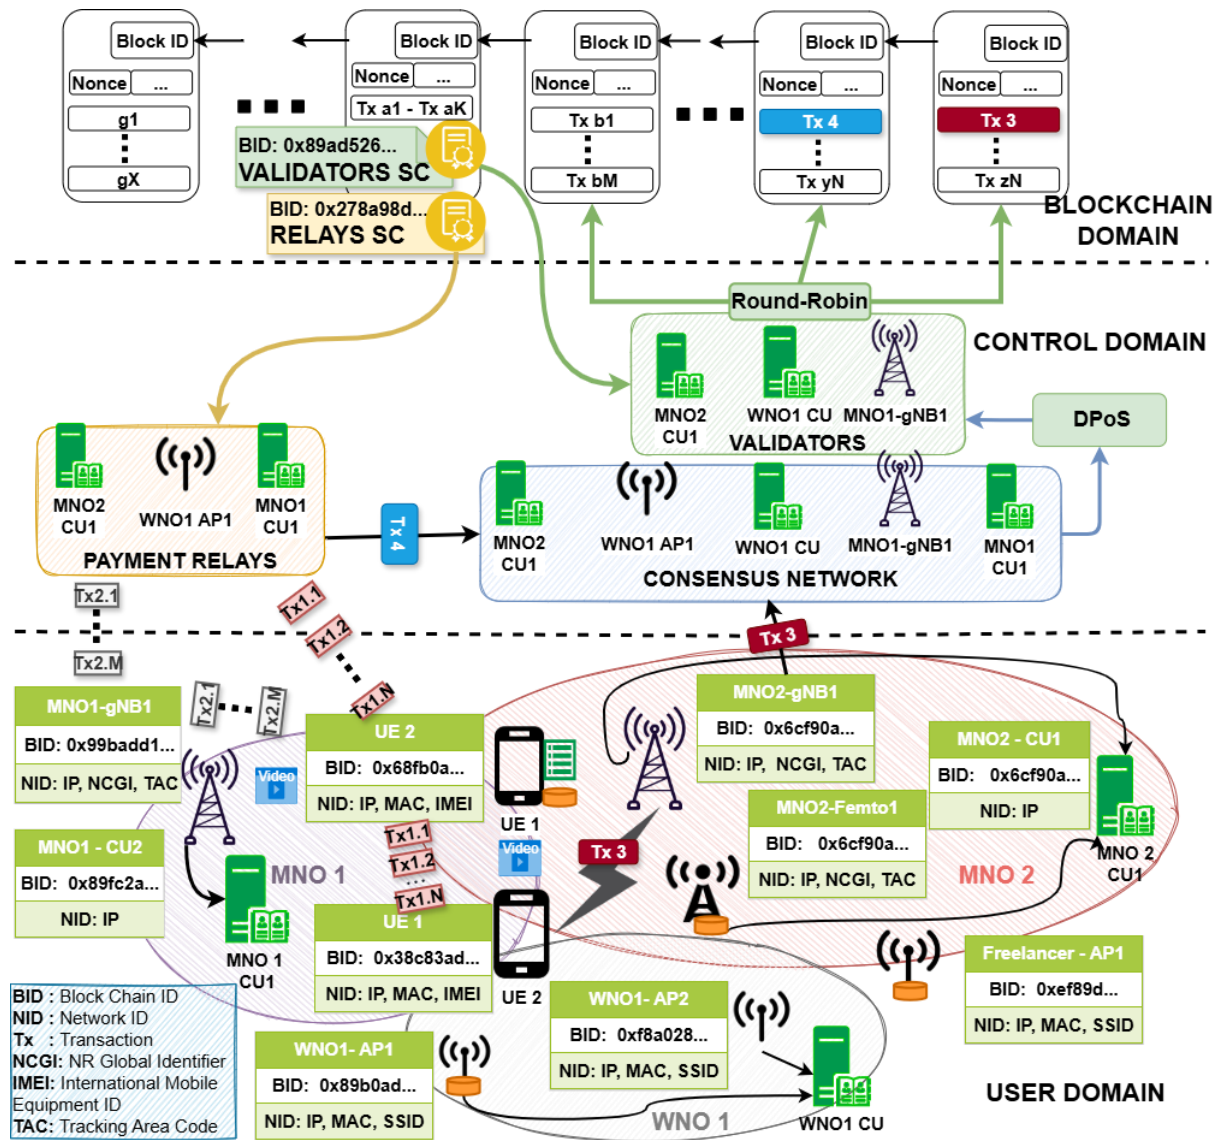 Block ID
Block ID
Block ID
Block ID
Block ID
Nonce ...
Nonce ...
Nonce ...
Nonce ...
Nonce ...
g1
gX
Tx a1 - Tx aK
Tx b1
Tx bM
Tx 4
Tx yN
Tx 3
Tx zN
BID: 0x89ad526...
VALIDATORS SC
BID: 0x278a98d...
RELAYS SC
BLOCKCHAIN
DOMAIN
Round-Robin
CONTROL DOMAIN
MNO2
CU1
WNO1 CU
MNO1-gNB1
VALIDATORS
DPoS
MNO2
CU1
WNO1 AP1
MNO1
CU1
PAYMENT RELAYS
Tx 4
MNO2
CU1
WNO1 AP1
WNO1 CU
MNO1-gNB1
MNO1
CU1
CONSENSUS NETWORK
Tx2.1
Tx2.M
Tx1.1
Tx1.2
Tx1.N
Tx2.1
Tx2.M
Tx 3
MNO1-gNB1
BID: 0x99badd1...
NID: IP, NCGI, TAC
Video
UE 2
BID: 0x68fb0a...
NID: IP, MAC, IMEI
UE 1
MNO2-gNB1
BID: 0x6cf90a...
NID: IP, NCGI, TAC
MNO2 - CU1
BID: 0x6cf90a...
NID: IP
MNO2-Femto1
BID: 0x6cf90a...
NID: IP, NCGI, TAC
MNO 2
CU1
MNO 2
MNO1 - CU2
BID: 0x89fc2a...
NID: IP
MNO 1
MNO 1
CU1
Tx1.1
Tx1.2
...
Tx1.N
Video
Tx 3
UE 1
BID: 0x38c83ad...
NID: IP, MAC, IMEI
UE 2
Freelancer - AP1
BID: 0xef89d...
NID: IP, MAC, SSID
WNO1- AP2
BID: 0xf8a028...
NID: IP, MAC, SSID
WNO1- AP1
BID: 0x89b0ad...
NID: IP, MAC, SSID
WNO 1
WNO1 CU
USER DOMAIN
BID : Block Chain ID
NID : Network ID
Tx : Transaction
NCGI: NR Global Identifier
IMEI: International Mobile
Equipment ID
TAC: Tracking Area Code